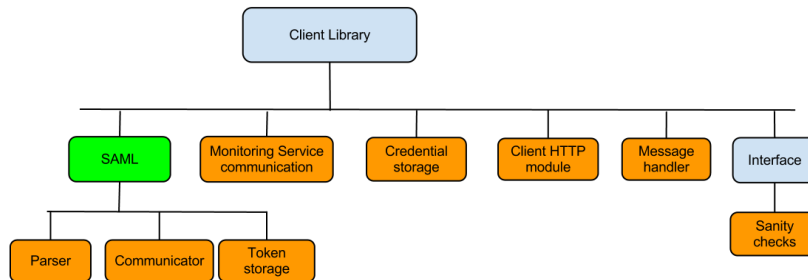 Client Library
SAML
Monitoring Service
communication
Credential
storage
Client HTTP
module
Message
handler
Interface
Parser
Communicator
Token
storage
Sanity
checks